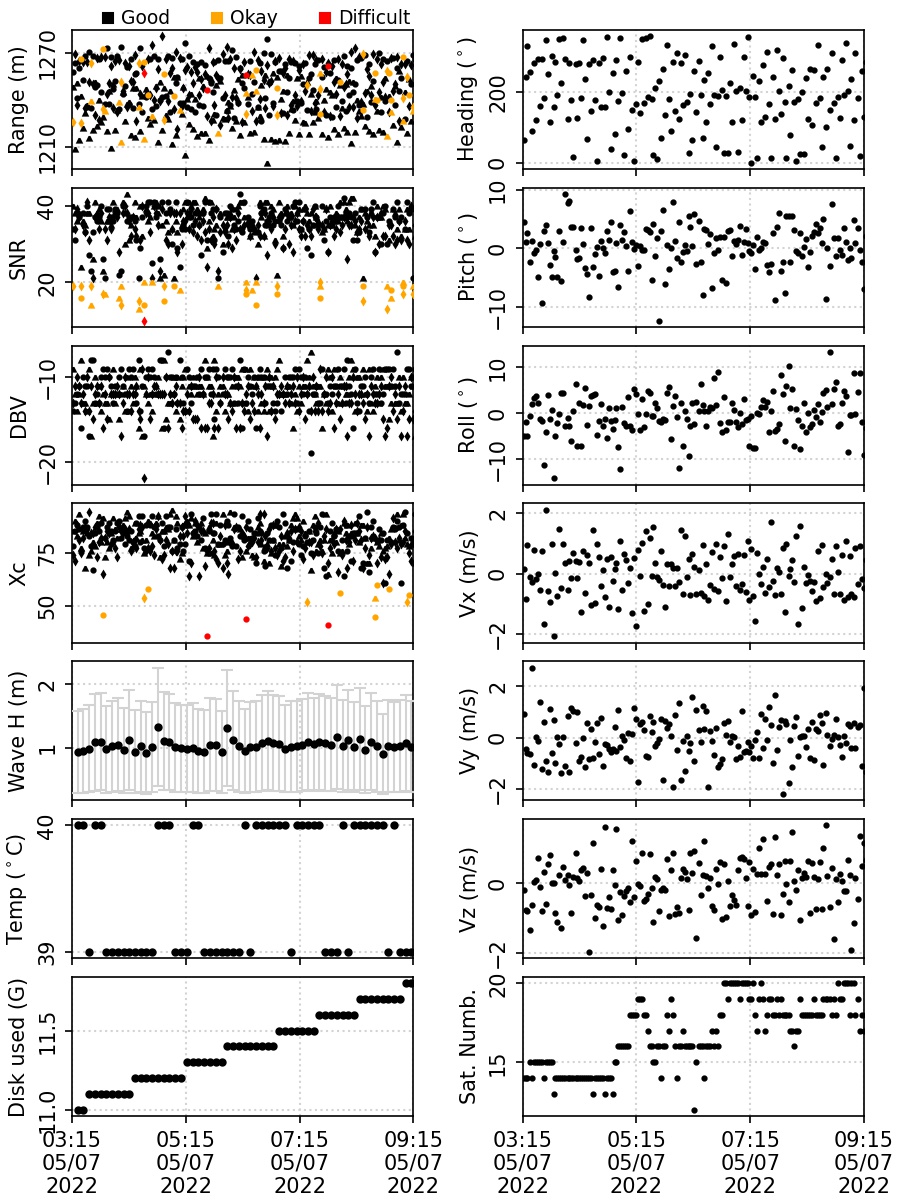 Good Okay Difficult
Range (m)
1170
1210
Heading (°)
200
0
SNR
40
20
Pitch (°)
10
0
−10
DBV
−10
−20
Roll (°)
10
0
−10
Xc
75
50
Vx (m/s)
2
0
−2
Wave H (m)
2
1
Vy (m/s)
2
0
−2
Temp (°C)
40
39
Vz (m/s)
0
−2
Disk used (G)
11.5
11.0
Sat. Numb.
20
15
03:15 05:15 07:15 09:15 03:15 05:15 07:15 09:15
05/07 05/07 05/07 05/07 05/07 05/07 05/07 05/07
2022 2022 2022 2022 2022 2022 2022 2022